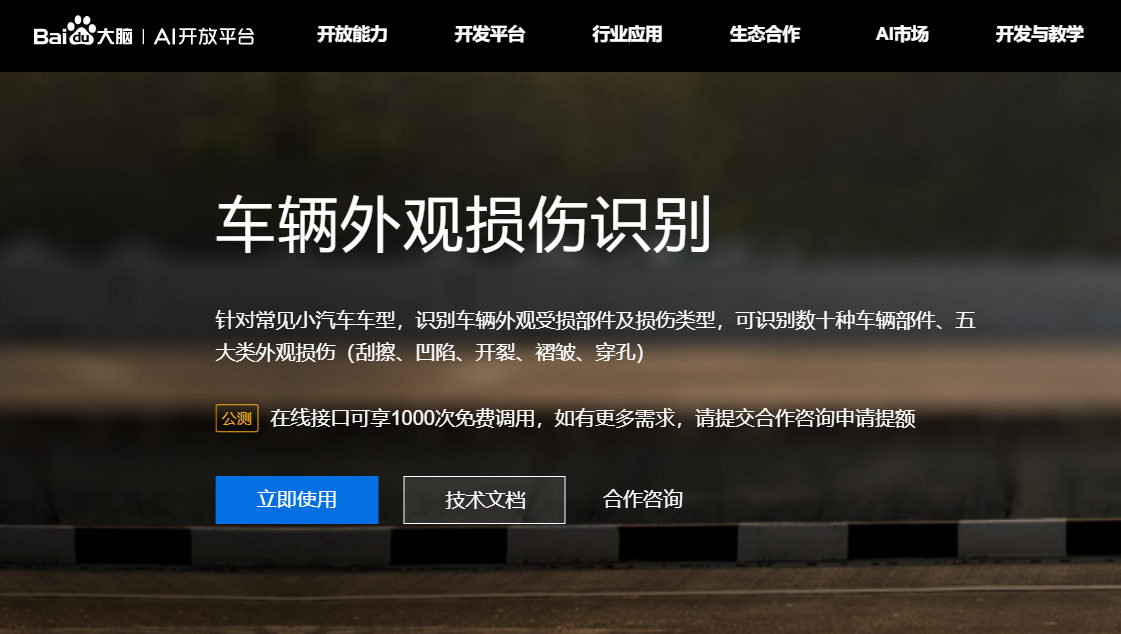 Bai du 大脑 | AI开放平台 开放能力 开发平台 行业应用 生态合作 AI市场 开发与教学
车辆外观损伤识别
针对常见小汽车车型，识别车辆外观受损部件及损伤类型，可识别数十种车辆部件、五
大类外观损伤（刮擦、凹陷、开裂、褶皱、穿孔）
公测 在线接口可享1000次免费调用，如有更多需求，请提交合作咨询申请提额
立即使用 技术文档 合作咨询